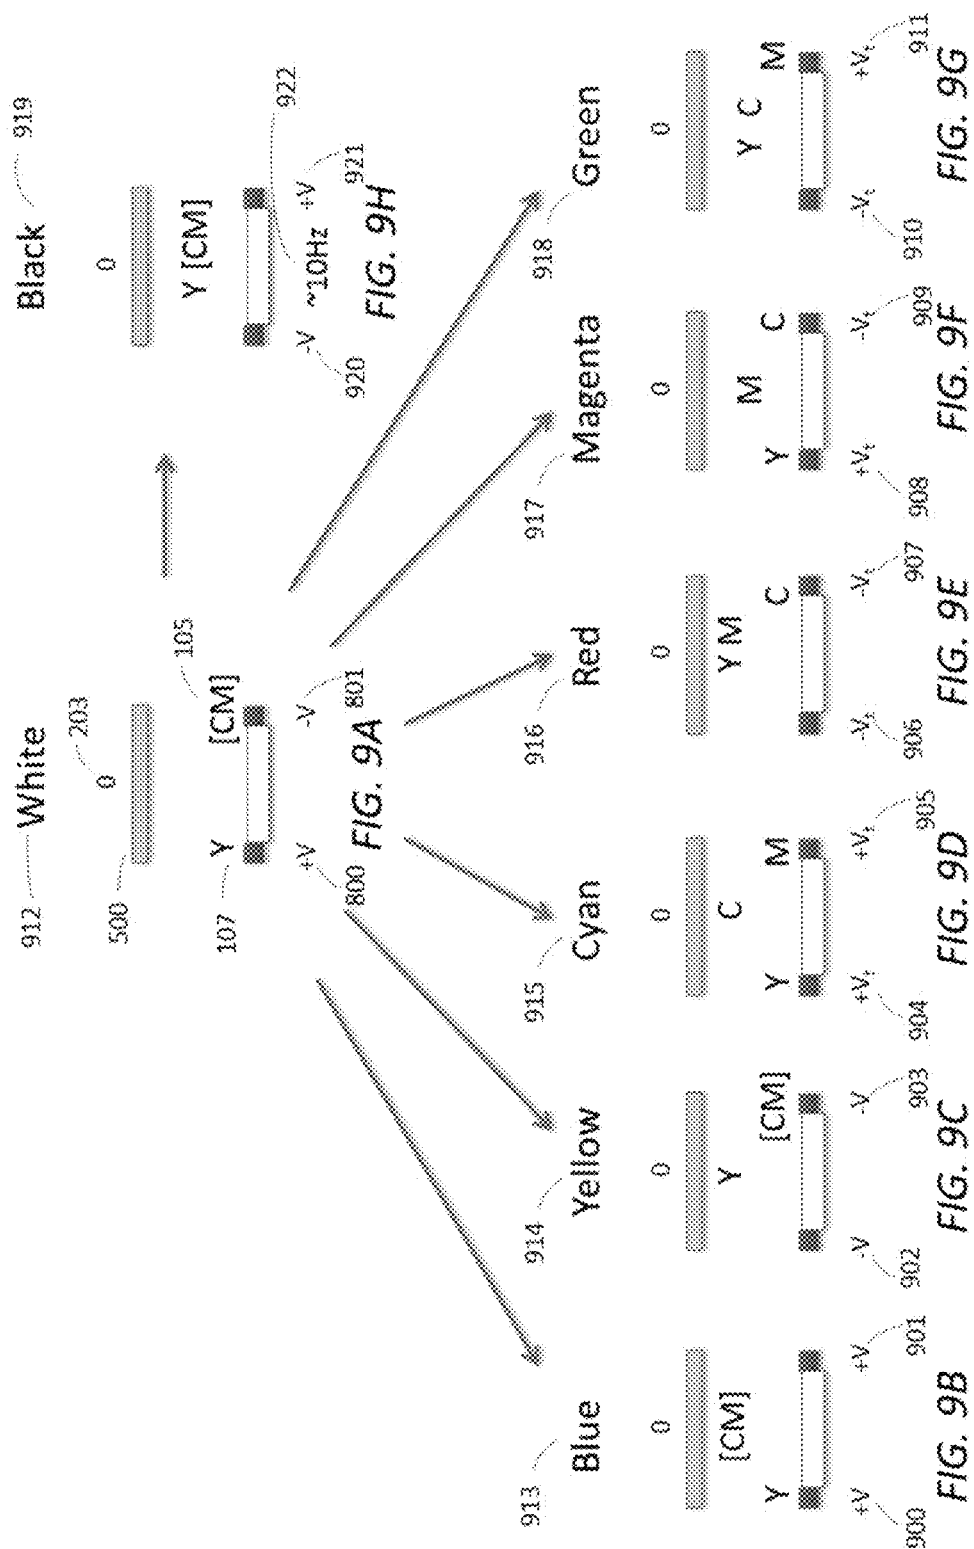 912 White
203
0
500
107 Y
[CM] 105
+V
-V
800
801
FIG. 9A
Black 919
0
Y [CM]
-V ~10Hz +V
920
921
922
FIG. 9H
913
Blue
0
[CM]
Y
+V
+V
900
901
FIG. 9B
914
Yellow
0
Y
[CM]
-V
-V
902
903
FIG. 9C
915
Cyan
0
C
Y
M
+Vt
+Vt
904
905
FIG. 9D
916
Red
0
Y M
C
-Vt
-Vt
906
907
FIG. 9E
917
Magenta
0
M
Y
C
+Vt
-Vt
908
909
FIG. 9F
918
Green
0
Y C
M
-Vt
+Vt
910
911
FIG. 9G